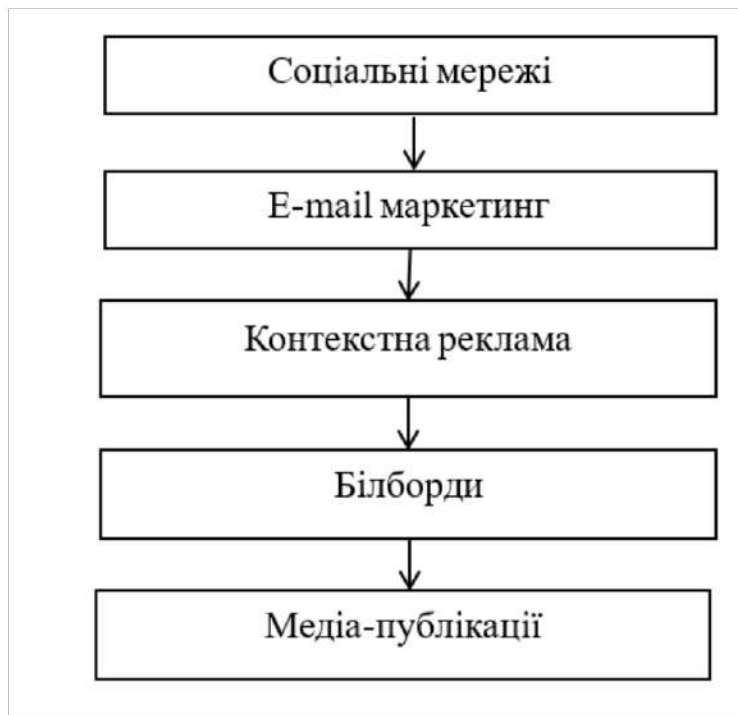 Соціальні мережі
E-mail маркетинг
Контекстна реклама
Білборди
Медіа-публікації